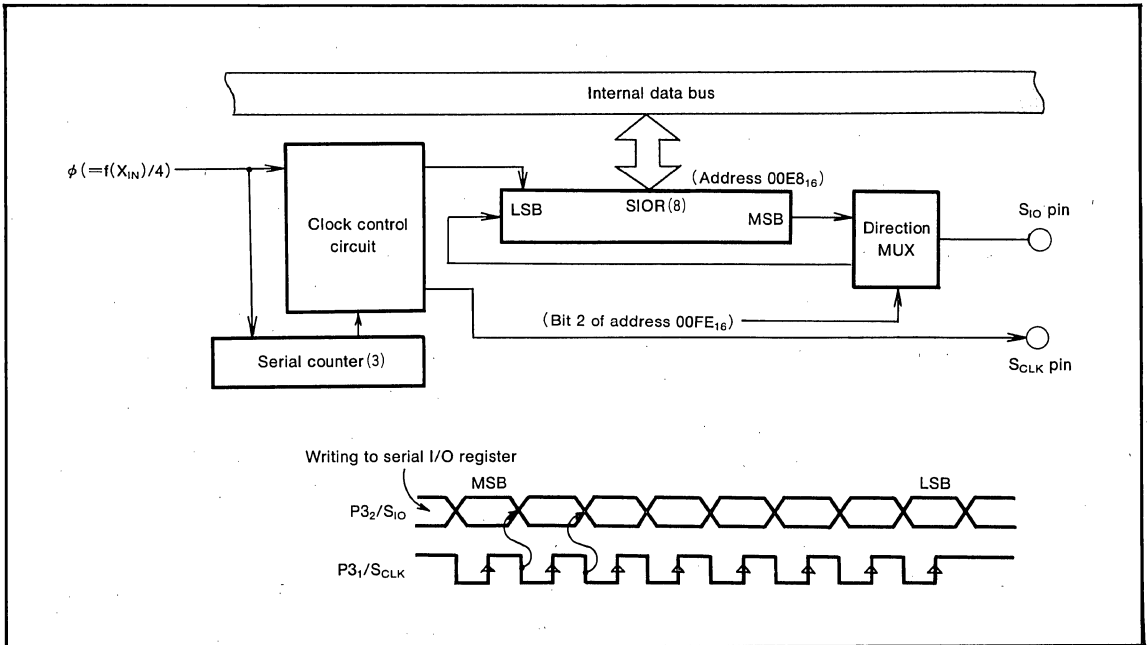 Internal data bus
ϕ(=f(X_IN)/4)
Clock control
circuit
(Address 00E8₁₆)
LSB
SIOR(8)
MSB
Direction
MUX
S_IO pin
(Bit 2 of address 00FE₁₆)
Serial counter(3)
S_CLK pin
Writing to serial I/O register
MSB
LSB
P3₂/S_IO
P3₁/S_CLK